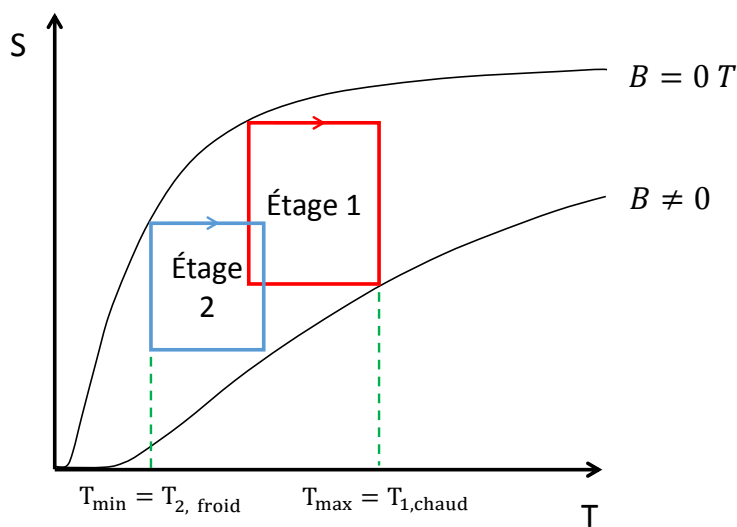 S
B = 0 T
Étage 1
B ≠ 0
Étage
2
T_min = T_2, froid
T_max = T_1,chaud
T